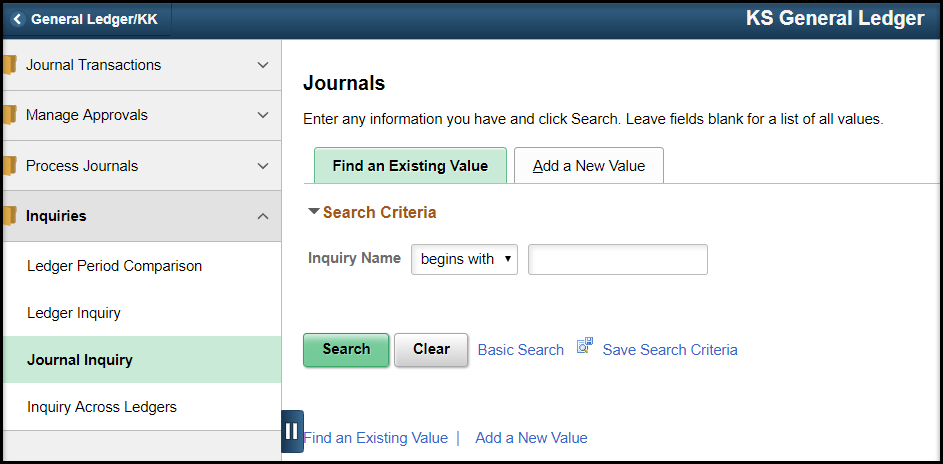 General Ledger/KK
KS General Ledger
Journal Transactions
Manage Approvals
Process Journals
Inquiries
Ledger Period Comparison
Ledger Inquiry
Journal Inquiry
Inquiry Across Ledgers
Journals
Enter any information you have and click Search. Leave fields blank for a list of all values.
Find an Existing Value
Add a New Value
Search Criteria
Inquiry Name begins with
Search Clear Basic Search Save Search Criteria
Find an Existing Value | Add a New Value